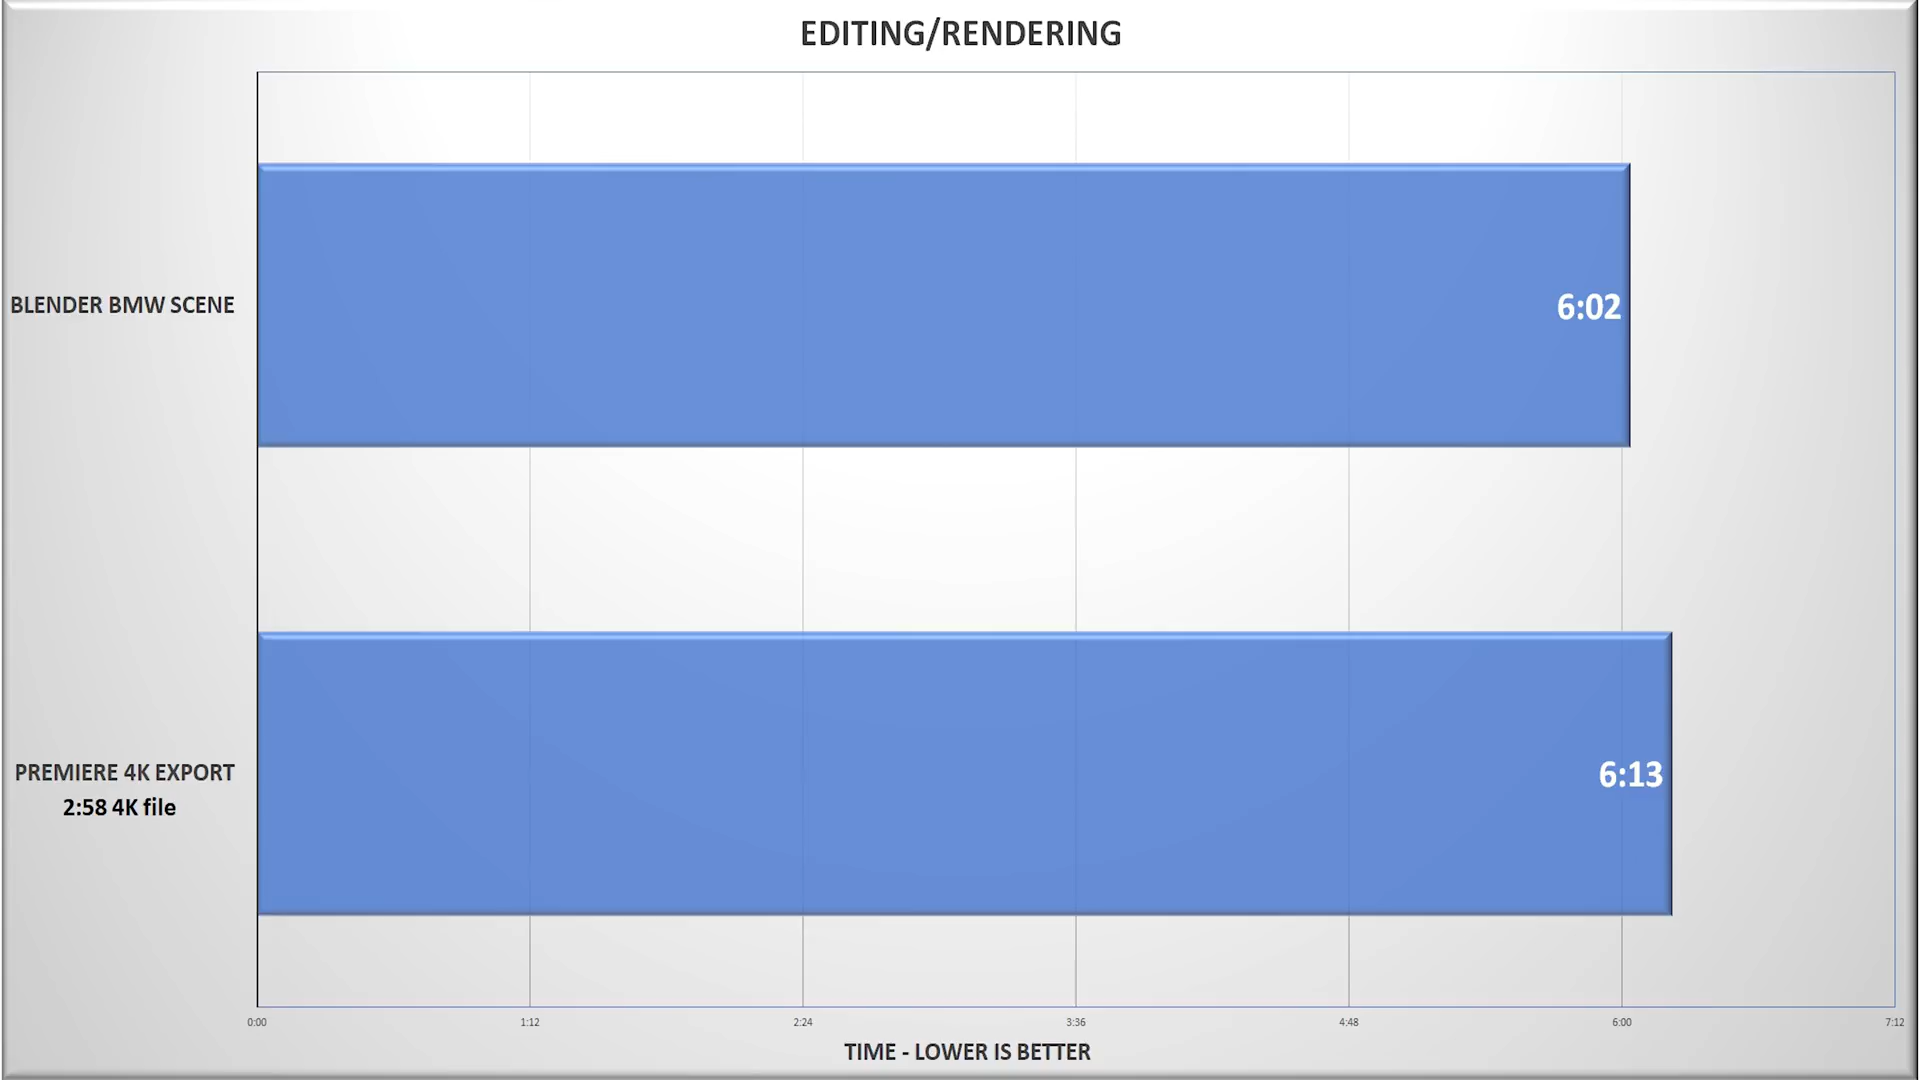 EDITING/RENDERING
BLENDER BMW SCENE
6:02
PREMIERE 4K EXPORT
2:58 4K file
6:13
0:00 1:12 2:24 3:36 4:48 6:00 7:12
TIME - LOWER IS BETTER